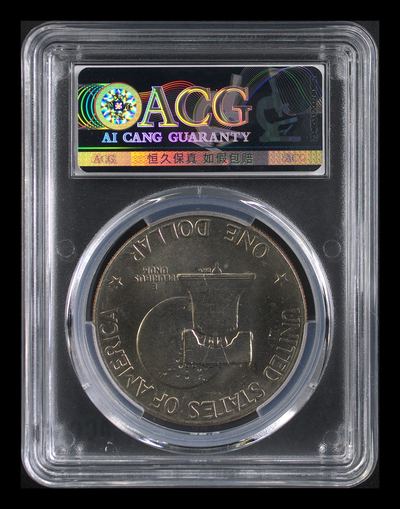 ACG
AI CANG GUARANTY
ACG 恒久保真 如假包赔 ACG
UNITED STATES OF AMERICA
E PLURIBUS
UNUM
ONE DOLLAR